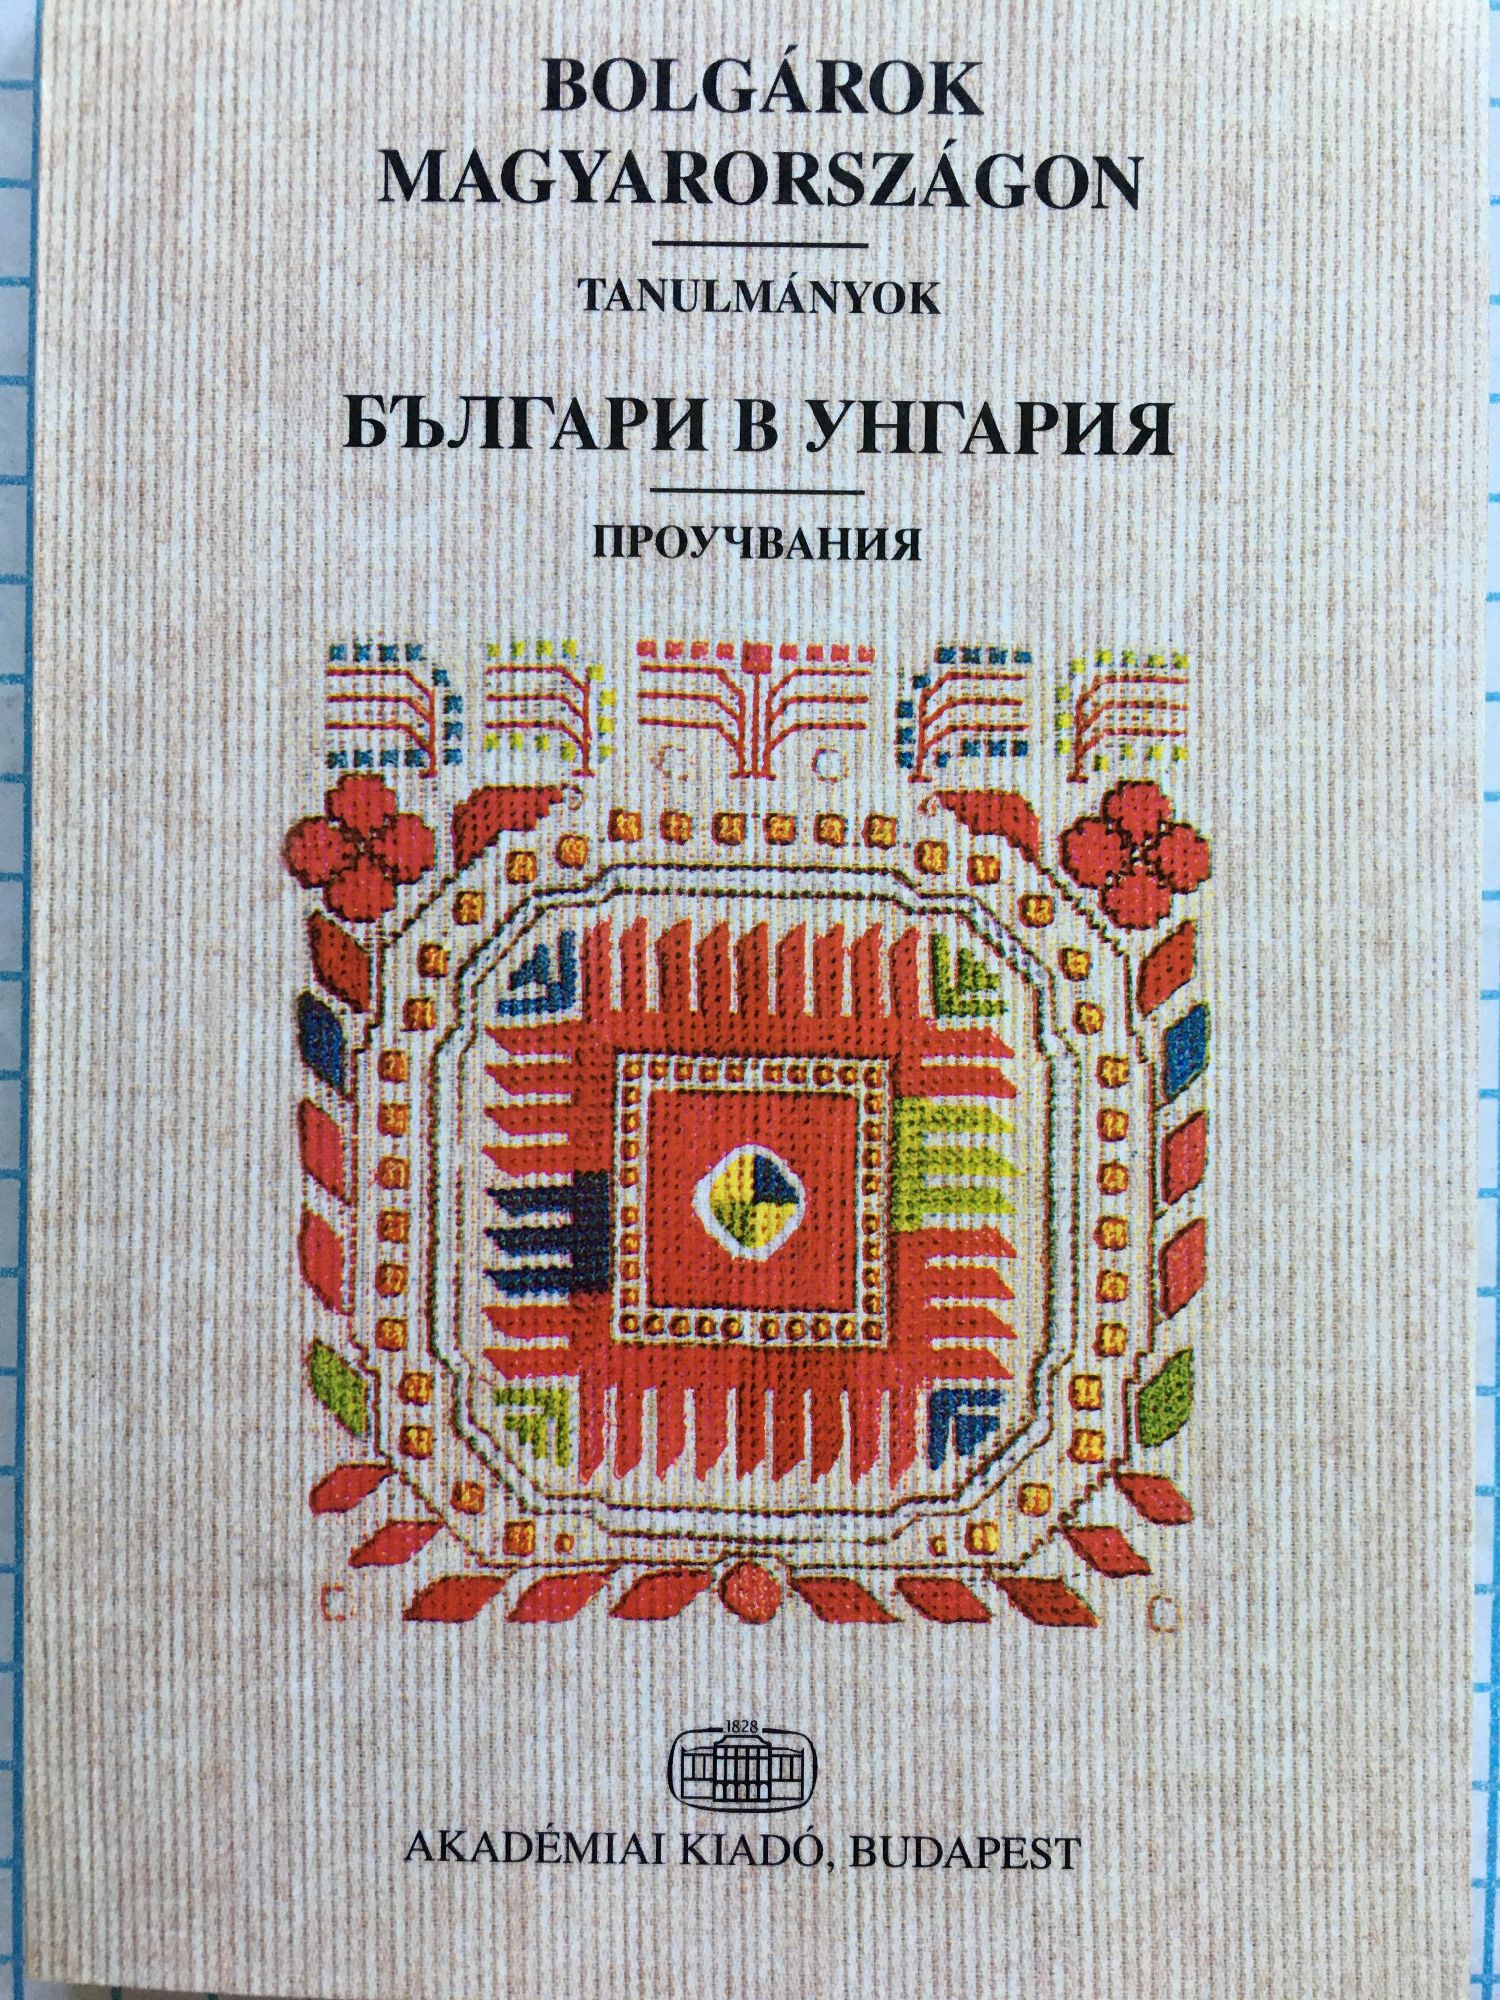 BOLGÁROK
MAGYARORSZÁGON
TANULMÁNYOK
БЪЛГАРИ В УНГАРИЯ
ПРОУЧВАНИЯ
1828
AKADÉMIAI KIADÓ, BUDAPEST